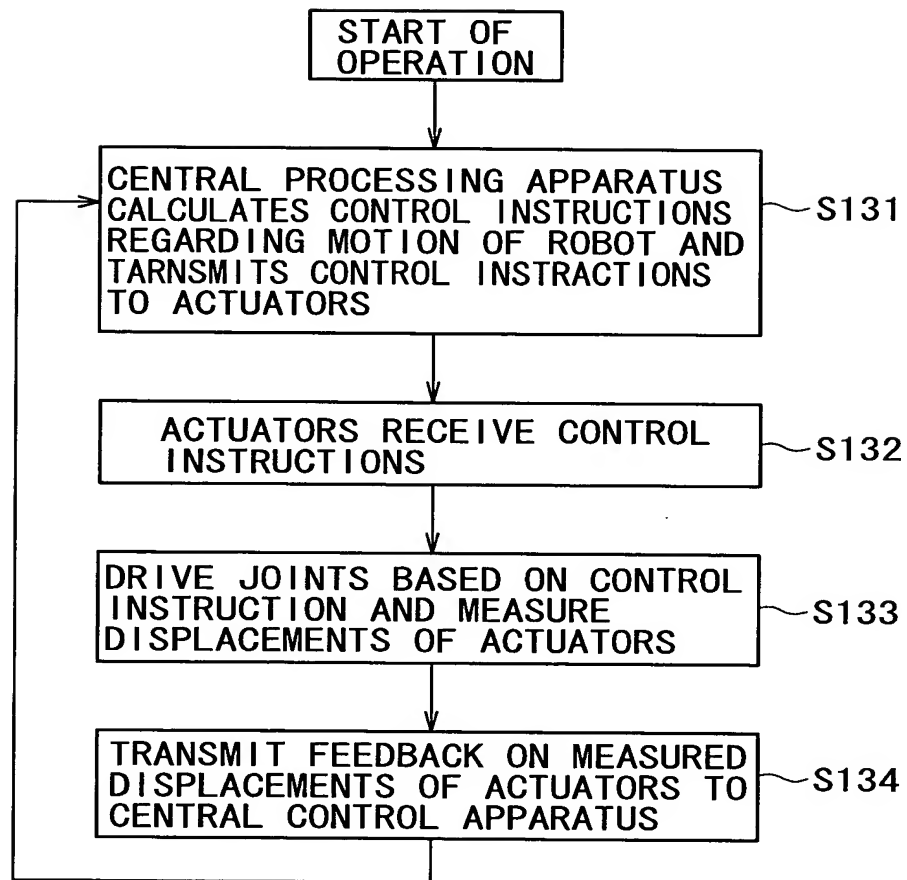 START OF
OPERATION
CENTRAL PROCESSING APPARATUS
CALCULATES CONTROL INSTRUCTIONS
REGARDING MOTION OF ROBOT AND
TARNSMITS CONTROL INSTRACTIONS
TO ACTUATORS
S131
ACTUATORS RECEIVE CONTROL
INSTRUCTIONS
S132
DRIVE JOINTS BASED ON CONTROL
INSTRUCTION AND MEASURE
DISPLACEMENTS OF ACTUATORS
S133
TRANSMIT FEEDBACK ON MEASURED
DISPLACEMENTS OF ACTUATORS TO
CENTRAL CONTROL APPARATUS
S134